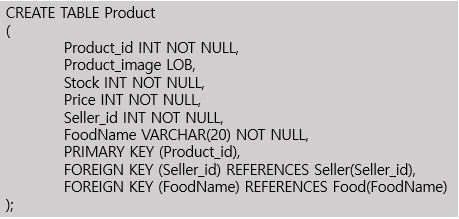 CREATE TABLE Product
(
Product_id INT NOT NULL,
Product_image LOB,
Stock INT NOT NULL,
Price INT NOT NULL,
Seller_id INT NOT NULL,
FoodName VARCHAR(20) NOT NULL,
PRIMARY KEY (Product_id),
FOREIGN KEY (Seller_id) REFERENCES Seller(Seller_id),
FOREIGN KEY (FoodName) REFERENCES Food(FoodName)
);